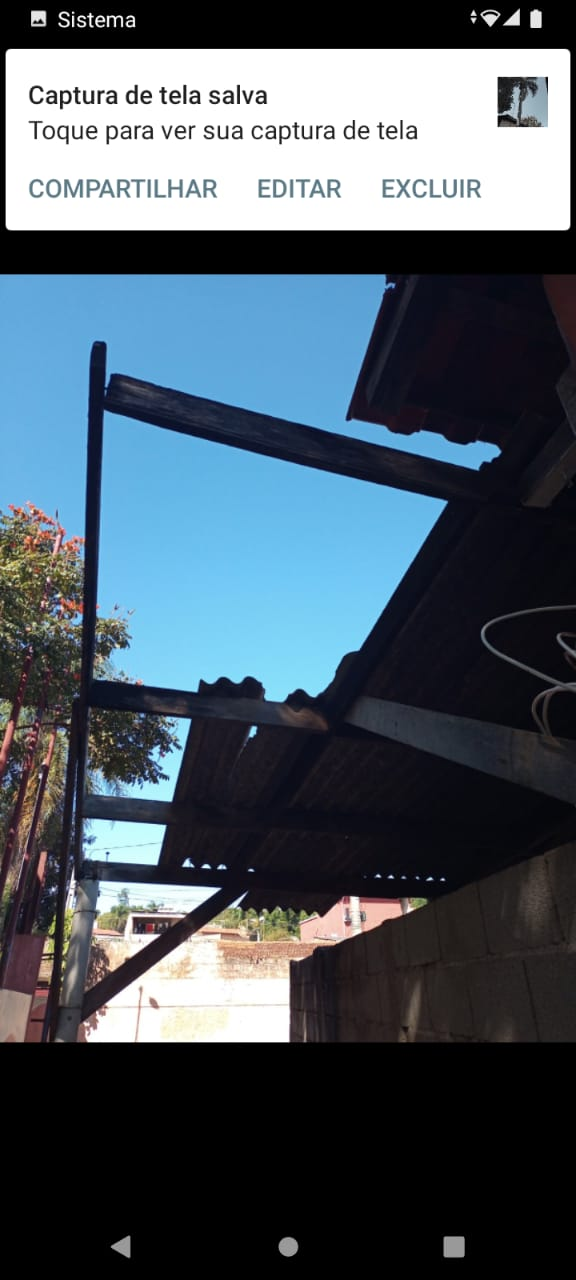 Sistema
Captura de tela salva
Toque para ver sua captura de tela
COMPARTILHAR EDITAR EXCLUIR